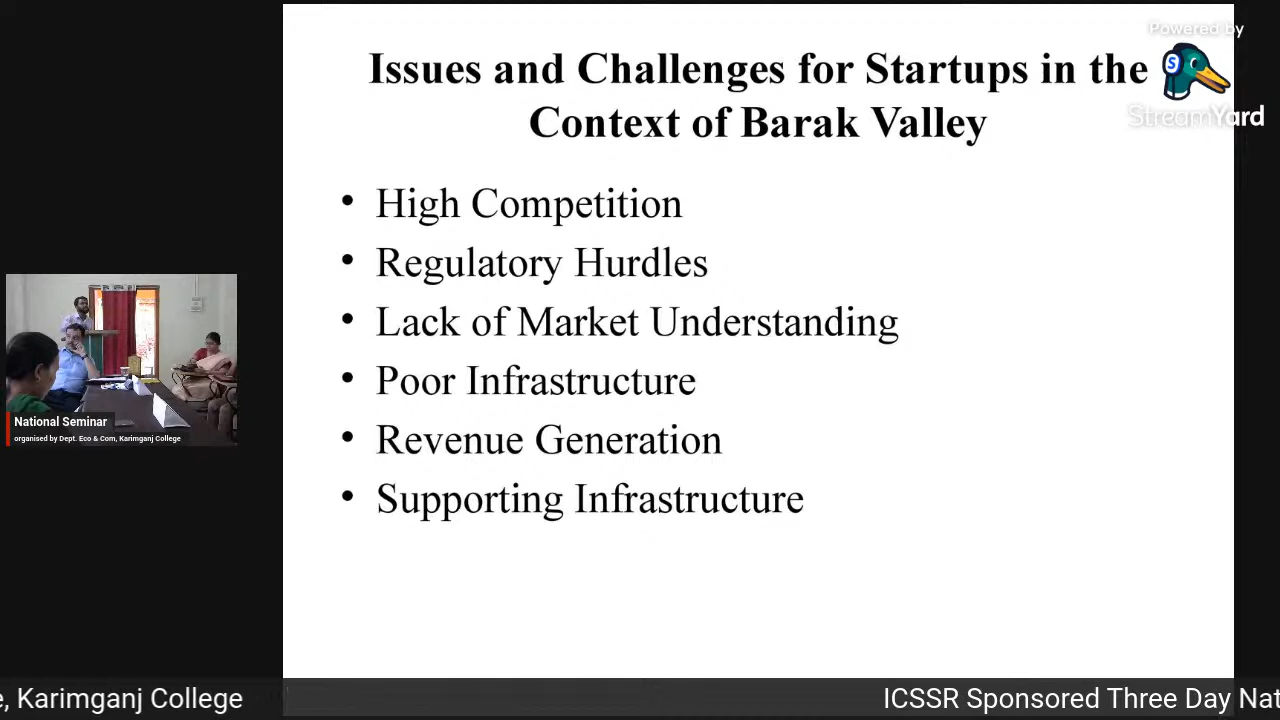 Issues and Challenges for Startups in the
Context of Barak Valley
• High Competition
• Regulatory Hurdles
• Lack of Market Understanding
• Poor Infrastructure
• Revenue Generation
• Supporting Infrastructure
Powered by
S
StreamYard
National Seminar
organised by Dept. Eco & Com, Karimganj College
e, Karimganj College
ICSSR Sponsored Three Day Nat